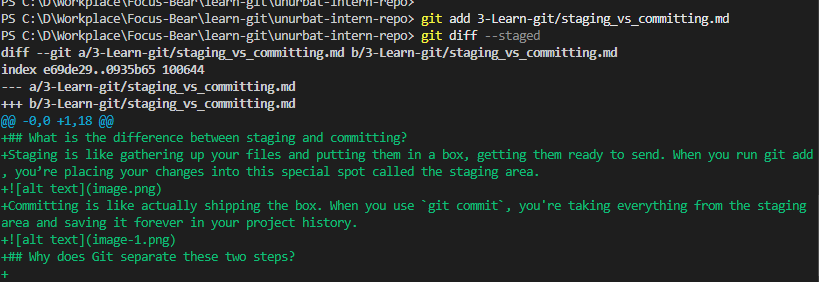 PS C:\D\Workplace\Focus-Bear\learn-git\unurbat-intern-repo>
PS C:\D\Workplace\Focus-Bear\learn-git\unurbat-intern-repo> git add 3-Learn-git/staging_vs_committing.md
PS C:\D\Workplace\Focus-Bear\learn-git\unurbat-intern-repo> git diff --staged
diff --git a/3-Learn-git/staging_vs_committing.md b/3-Learn-git/staging_vs_committing.md
index e69de29..0935b65 100644
--- a/3-Learn-git/staging_vs_committing.md
+++ b/3-Learn-git/staging_vs_committing.md
@@ -0,0 +1,18 @@
+## What is the difference between staging and committing?
+Staging is like gathering up your files and putting them in a box, getting them ready to send. When you run git add
, you’re placing your changes into this special spot called the staging area.
+![alt text](image.png)
+Committing is like actually shipping the box. When you use `git commit`, you're taking everything from the staging
area and saving it forever in your project history.
+![alt text](image-1.png)
+## Why does Git separate these two steps?
+